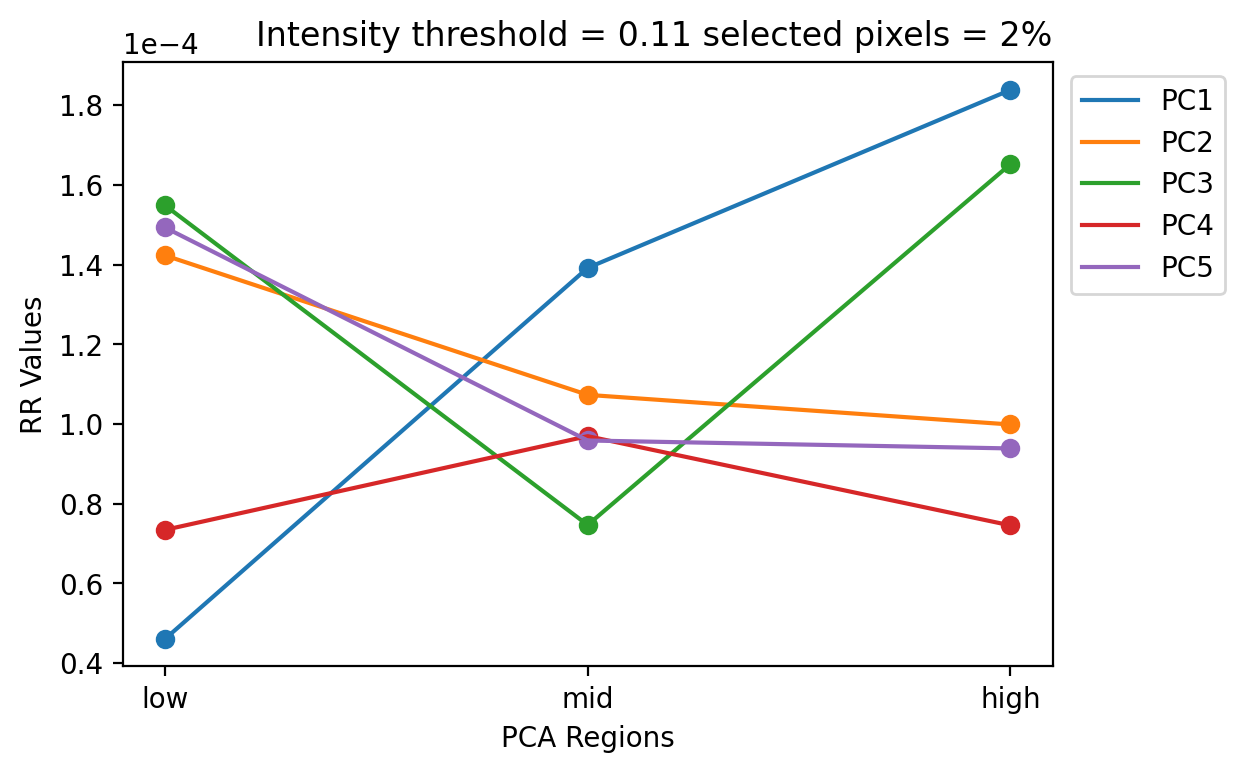 Intensity threshold = 0.11 selected pixels = 2%
1e−4
1.8
1.6
1.4
1.2
1.0
0.8
0.6
0.4
RR Values
low mid high
PCA Regions
PC1
PC2
PC3
PC4
PC5